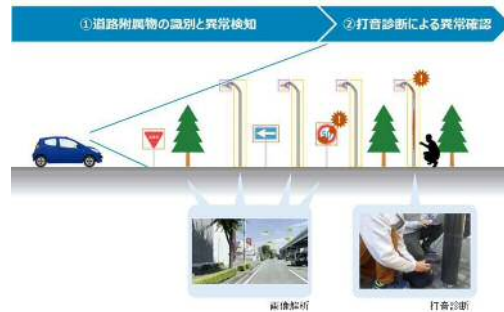 ①道路附属物の識別と異常検知
②打音診断による異常確認
画像解析
打音診断